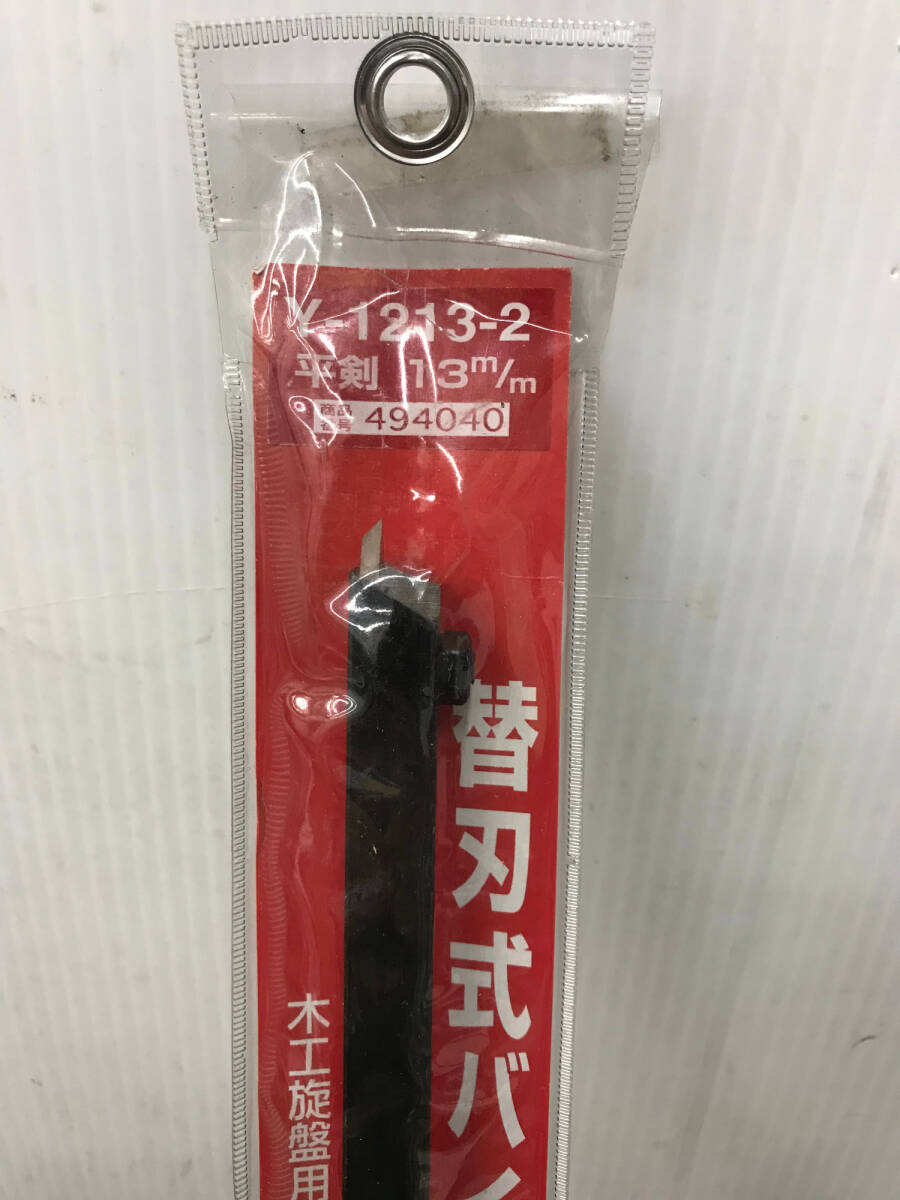 Y-1213-2
平剣 13m/m
商品番号 494040
替刃式バイ
木工旋盤用